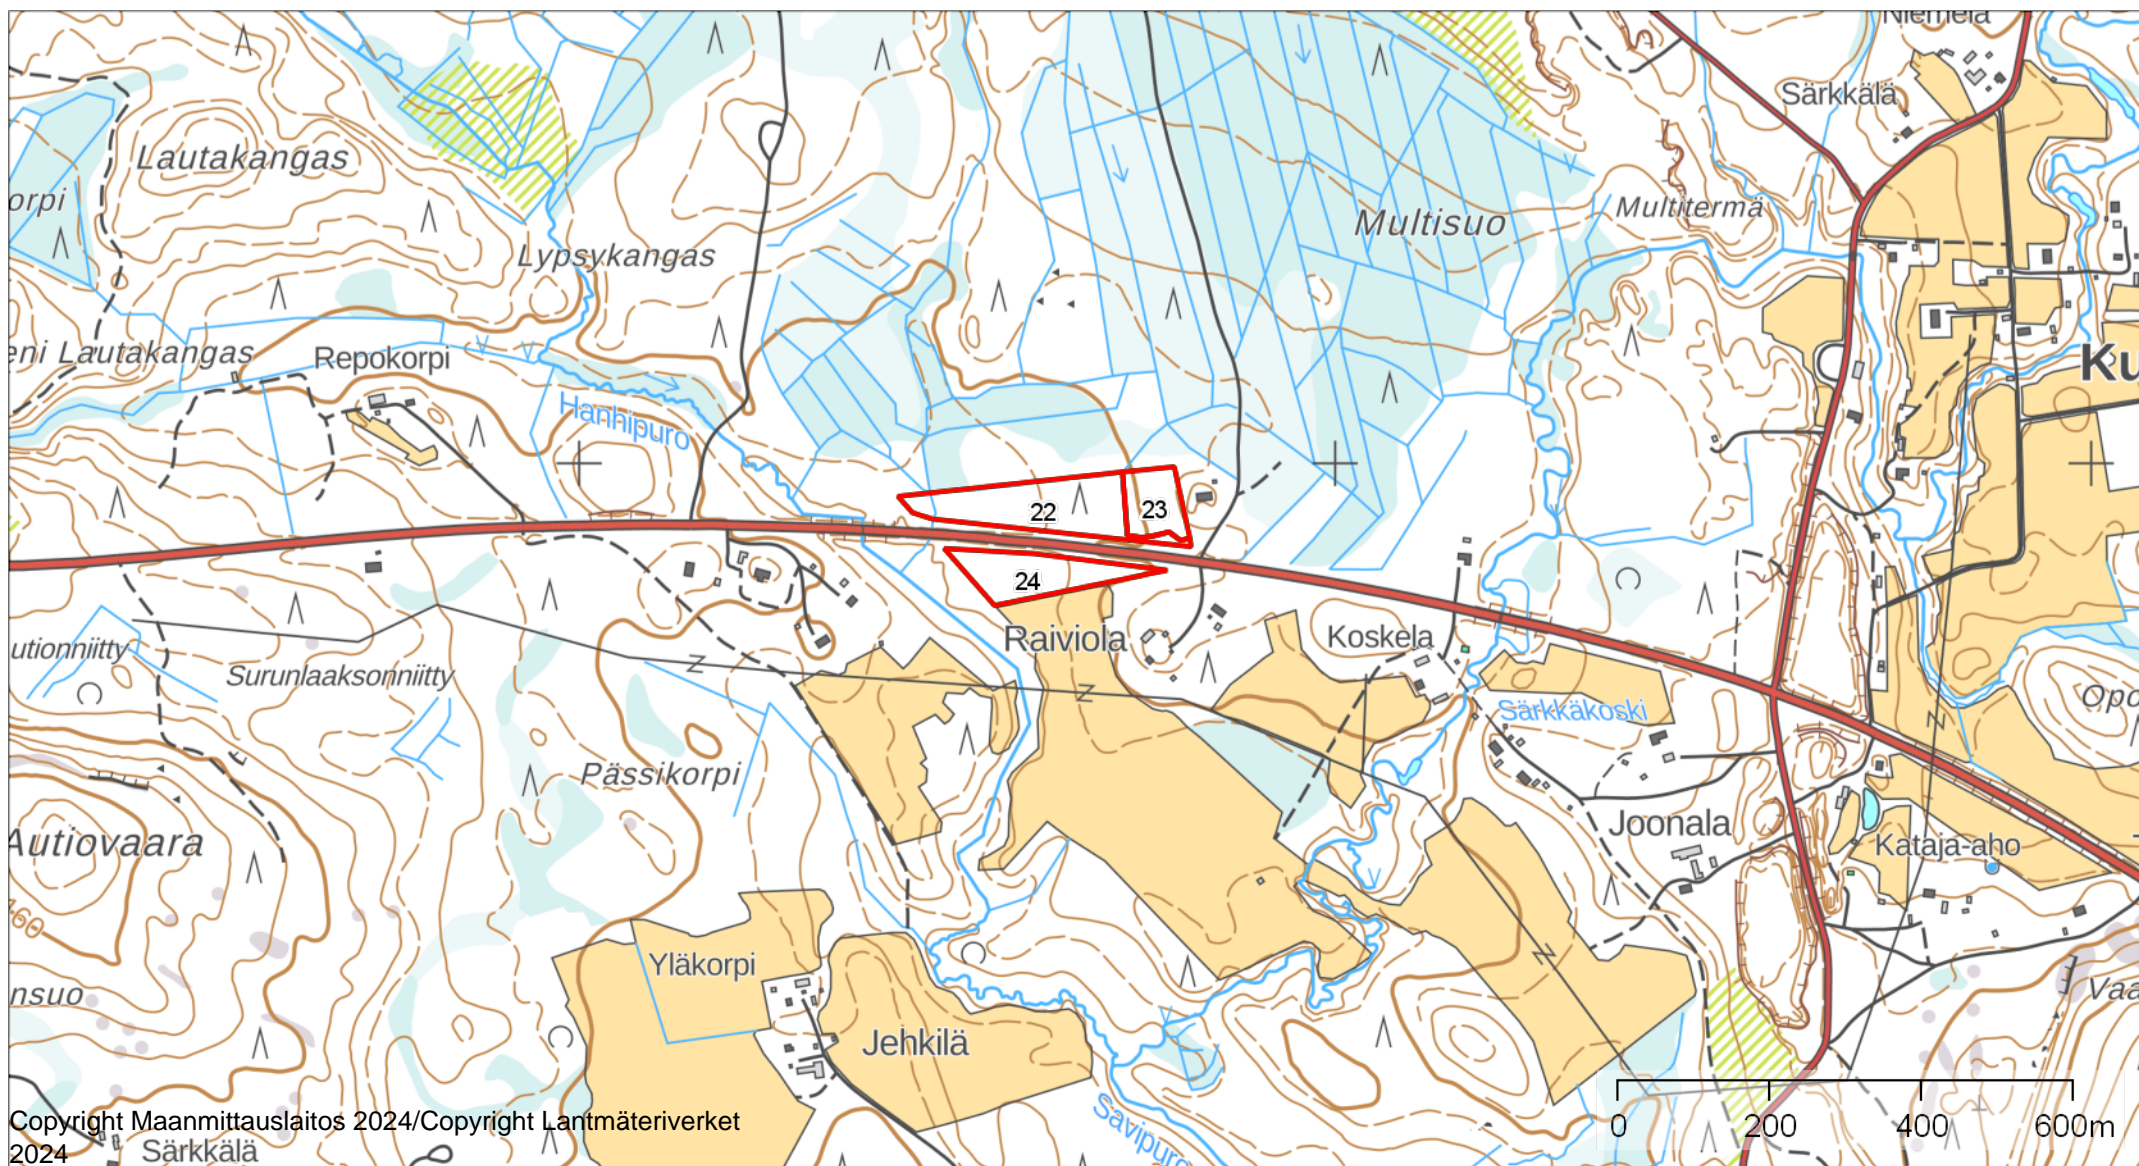 Niemelä
Särkkälä
Lautakangas
orpi
Multitermä
Multisuo
Lypsykangas
eni Lautakangas
Repokorpi
Ku
Hanhipuro
22
23
24
Raiviola
Koskela
utionniitty
Surunlaaksonniitty
Opo
Särkkäkoski
Pässikorpi
Joonala
Autiovaara
Kataja-aho
160
Yläkorpi
nsuo
Vaa
Jehkilä
Savipuro
0 200 400 600m
Copyright Maanmittauslaitos 2024/Copyright Lantmäteriverket
2024
Särkkälä